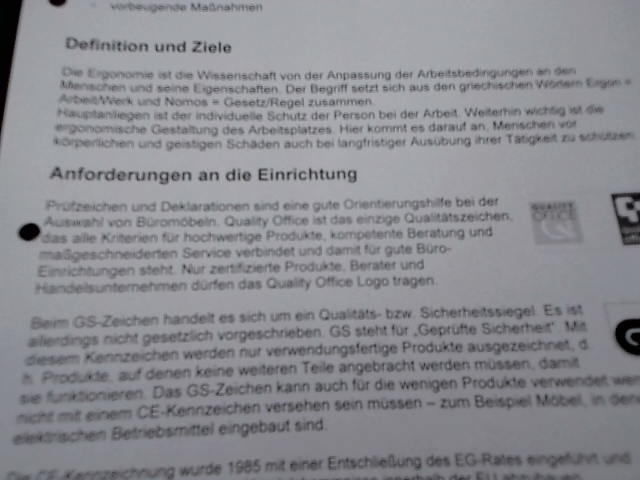 vorbeugende Maßnahmen
Definition und Ziele
Die Ergonomie ist die Wissenschaft von der Anpassung der Arbeitsbedingungen an den
Menschen und seine Eigenschaften. Der Begriff setzt sich aus den griechischen Wörtern Ergon =
Arbeit/Werk und Nomos = Gesetz/Regel zusammen.
Hauptanliegen ist der individuelle Schutz der Person bei der Arbeit. Weiterhin wichtig ist die
ergonomische Gestaltung des Arbeitsplatzes. Hier kommt es darauf an, Menschen vor
körperlichen und geistigen Schäden auch bei langfristiger Ausübung ihrer Tätigkeit zu schützen.
Anforderungen an die Einrichtung
Prüfzeichen und Deklarationen sind eine gute Orientierungshilfe bei der
Auswahl von Büromöbeln. Quality Office ist das einzige Qualitätszeichen,
das alle Kriterien für hochwertige Produkte, kompetente Beratung und
maßgeschneiderten Service verbindet und damit für gute Büro-
Einrichtungen steht. Nur zertifizierte Produkte, Berater und
Handelsunternehmen dürfen das Quality Office Logo tragen.
QUALITY
OFFICE
Beim GS-Zeichen handelt es sich um ein Qualitäts- bzw. Sicherheitssiegel. Es ist
allerdings nicht gesetzlich vorgeschrieben. GS steht für „Geprüfte Sicherheit". Mit
diesem Kennzeichen werden nur verwendungsfertige Produkte ausgezeichnet, d.
h. Produkte, auf denen keine weiteren Teile angebracht werden müssen, damit
sie funktionieren. Das GS-Zeichen kann auch für die wenigen Produkte verwendet
nicht mit einem CE-Kennzeichen versehen sein müssen – zum Beispiel Möbel, in
elektrischen Betriebsmittel eingebaut sind.
Die CE-Kennzeichnung wurde 1985 mit einer Entschließung des EG-Rates eingeführt und
innerhalb der EU abzubauen